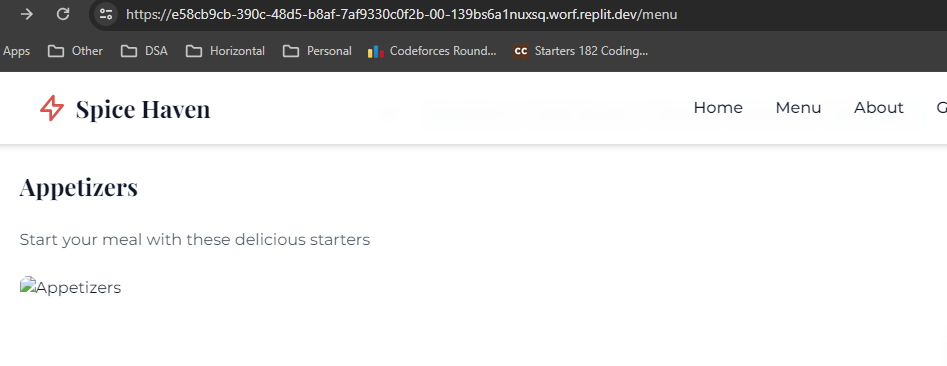 https://e58cb9cb-390c-48d5-b8af-7af9330c0f2b-00-139bs6a1nuxsq.worf.replit.dev/menu
Apps Other DSA Horizontal Personal Codeforces Round... CC Starters 182 Coding...
Spice Haven Home Menu About G
Appetizers
Start your meal with these delicious starters
Appetizers